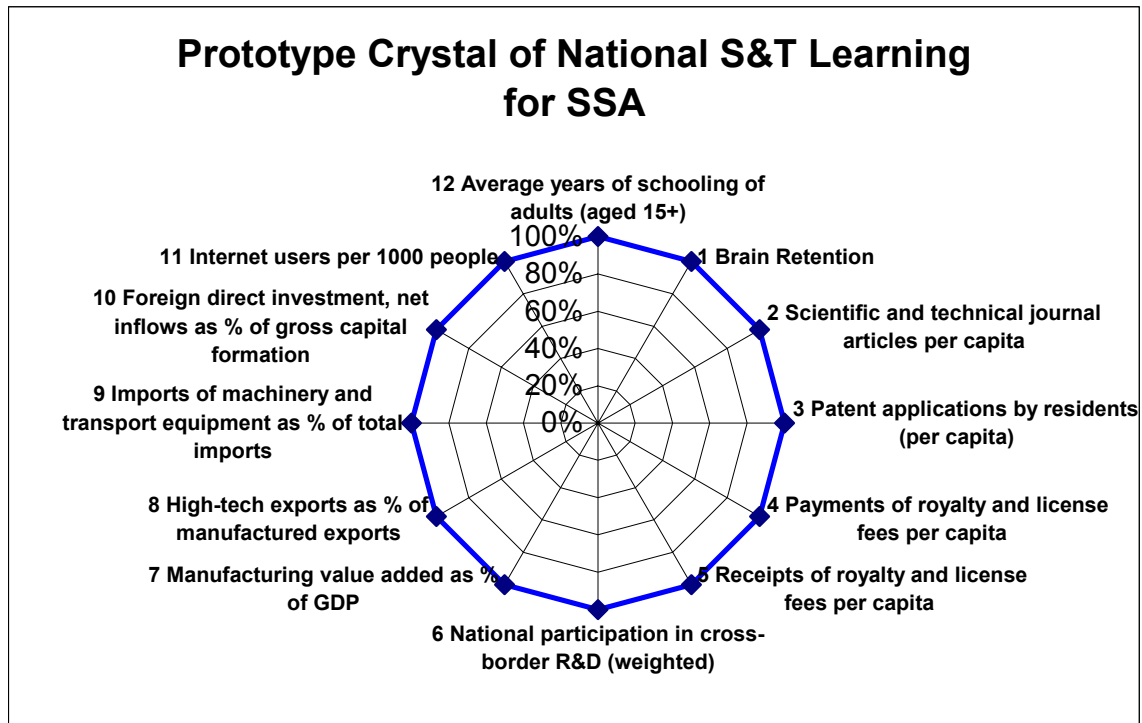 Prototype Crystal of National S&T Learning
for SSA
12 Average years of schooling of
adults (aged 15+)
100%
80%
60%
40%
20%
0%
1 Brain Retention
2 Scientific and technical journal
articles per capita
3 Patent applications by residents
(per capita)
4 Payments of royalty and license
fees per capita
5 Receipts of royalty and license
fees per capita
6 National participation in cross-
border R&D (weighted)
7 Manufacturing value added as %
of GDP
8 High-tech exports as % of
manufactured exports
9 Imports of machinery and
transport equipment as % of total
imports
10 Foreign direct investment, net
inflows as % of gross capital
formation
11 Internet users per 1000 people